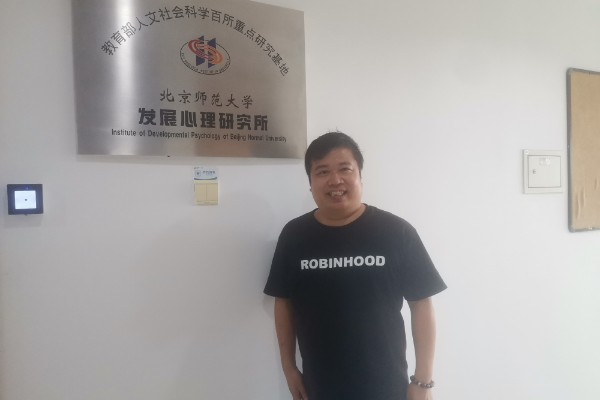 教育部人文社会科学百所重点研究基地
北京师范大学
发展心理研究所
Institute of Developmental Psychology of Beijing Normal University
ROBINHOOD